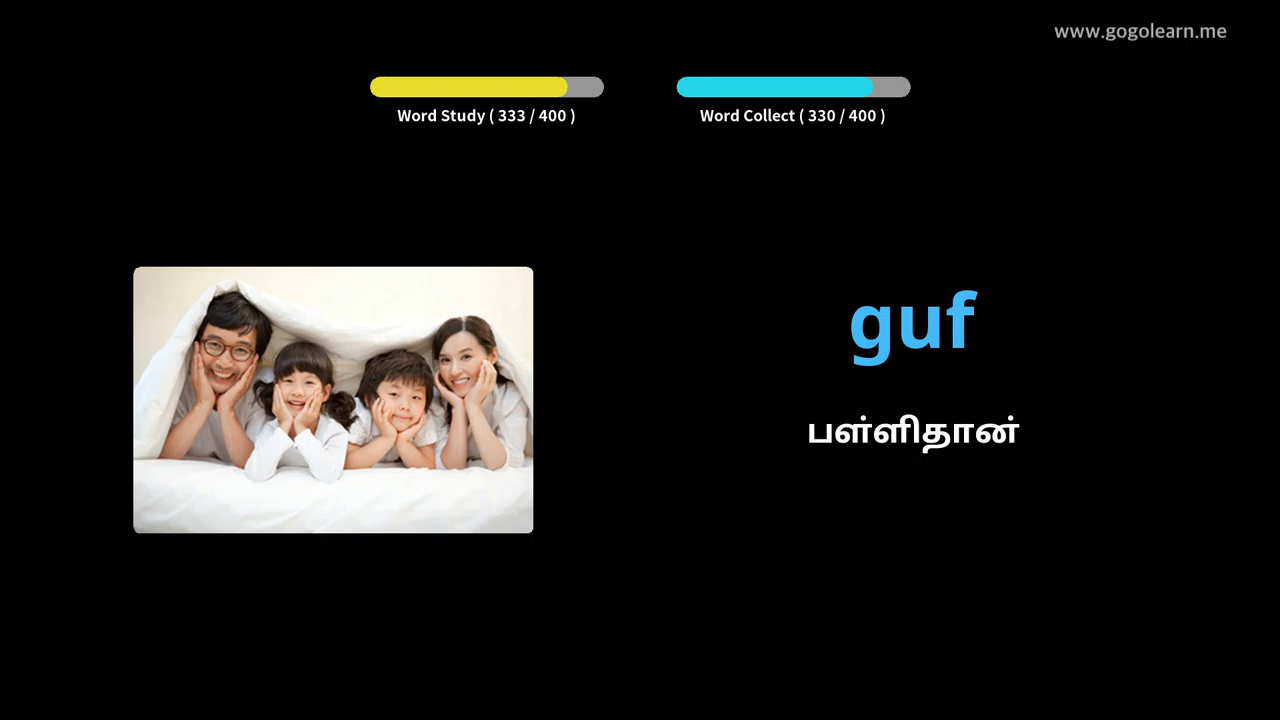 www.gogolearn.me
Word Study ( 333 / 400 )
Word Collect ( 330 / 400 )
guf
பள்ளிதான்